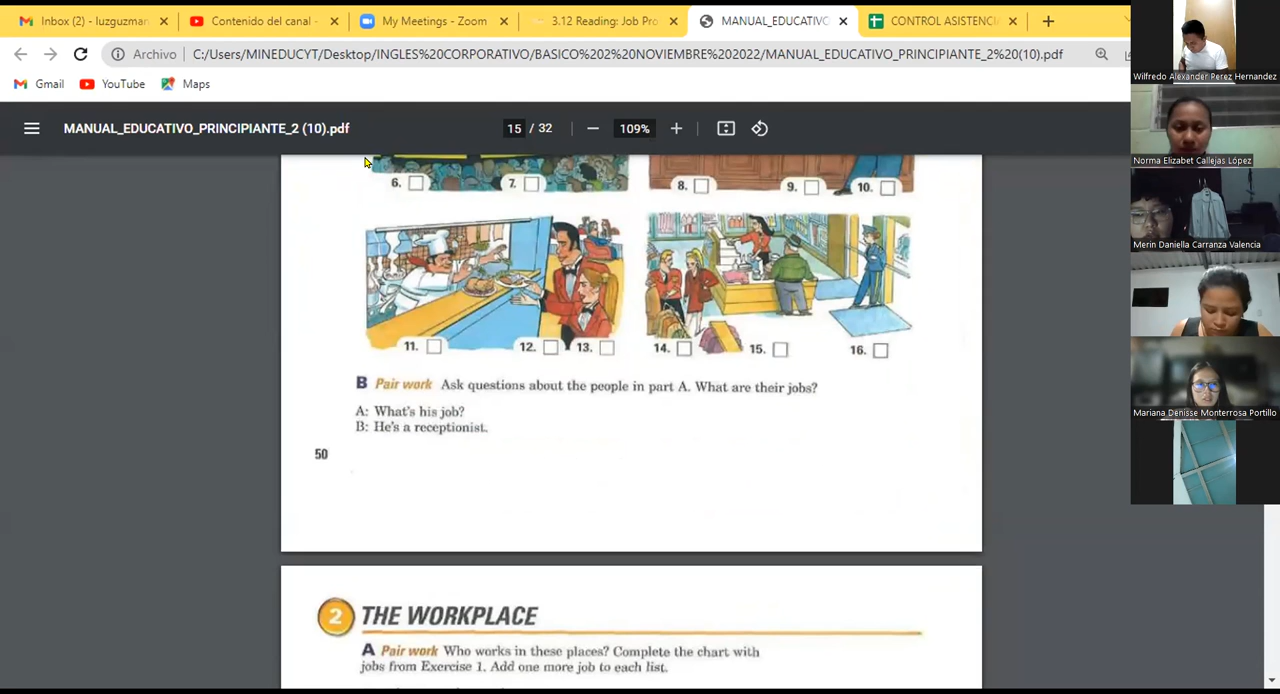 Inbox (2) - luzguzman
Contenido del canal -
My Meetings - Zoom
3.12 Reading: Job Pro
MANUAL_EDUCATIVO
CONTROL ASISTENCI
Archivo
C:/Users/MINEDUCYT/Desktop/INGLES%20CORPORATIVO/BASICO%202%20NOVIEMBRE%202022/MANUAL_EDUCATIVO_PRINCIPIANTE_2%20(10).pdf
Gmail YouTube Maps
MANUAL_EDUCATIVO_PRINCIPIANTE_2 (10).pdf
15 / 32
109%
6. 7. 8. 9. 10.
11. 12. 13. 14. 15. 16.
B Pair work Ask questions about the people in part A. What are their jobs?
A: What's his job?
B: He's a receptionist.
50
2 THE WORKPLACE
A Pair work Who works in these places? Complete the chart with
jobs from Exercise 1. Add one more job to each list.
Wilfredo Alexander Perez Hernandez
Norma Elizabet Callejas López
Merin Daniella Carranza Valencia
Mariana Denisse Monterrosa Portillo